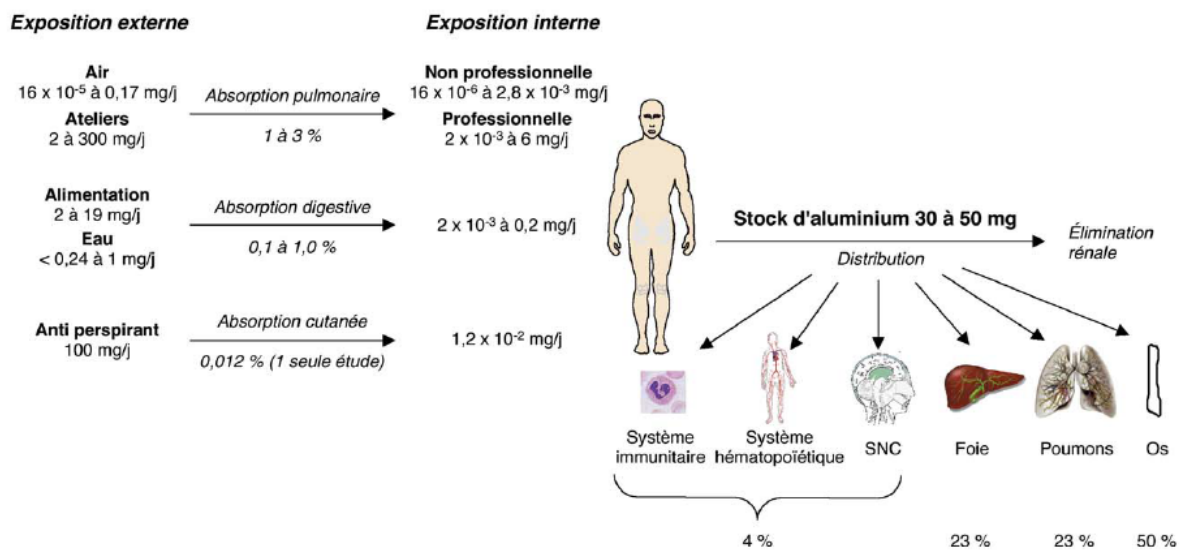 Exposition externe
Exposition interne
Air
16 x 10⁻⁵ à 0,17 mg/j
Ateliers
2 à 300 mg/j
Absorption pulmonaire
1 à 3 %
Non professionnelle
16 x 10⁻⁶ à 2,8 x 10⁻³ mg/j
Professionnelle
2 x 10⁻³ à 6 mg/j
Alimentation
2 à 19 mg/j
Eau
< 0,24 à 1 mg/j
Absorption digestive
0,1 à 1,0 %
2 x 10⁻³ à 0,2 mg/j
Anti perspirant
100 mg/j
Absorption cutanée
0,012 % (1 seule étude)
1,2 x 10⁻² mg/j
Stock d'aluminium 30 à 50 mg
Distribution
Élimination
rénale
Système
immunitaire
Système
hématopoïétique
SNC
Foie
Poumons
Os
4 %
23 %
23 %
50 %